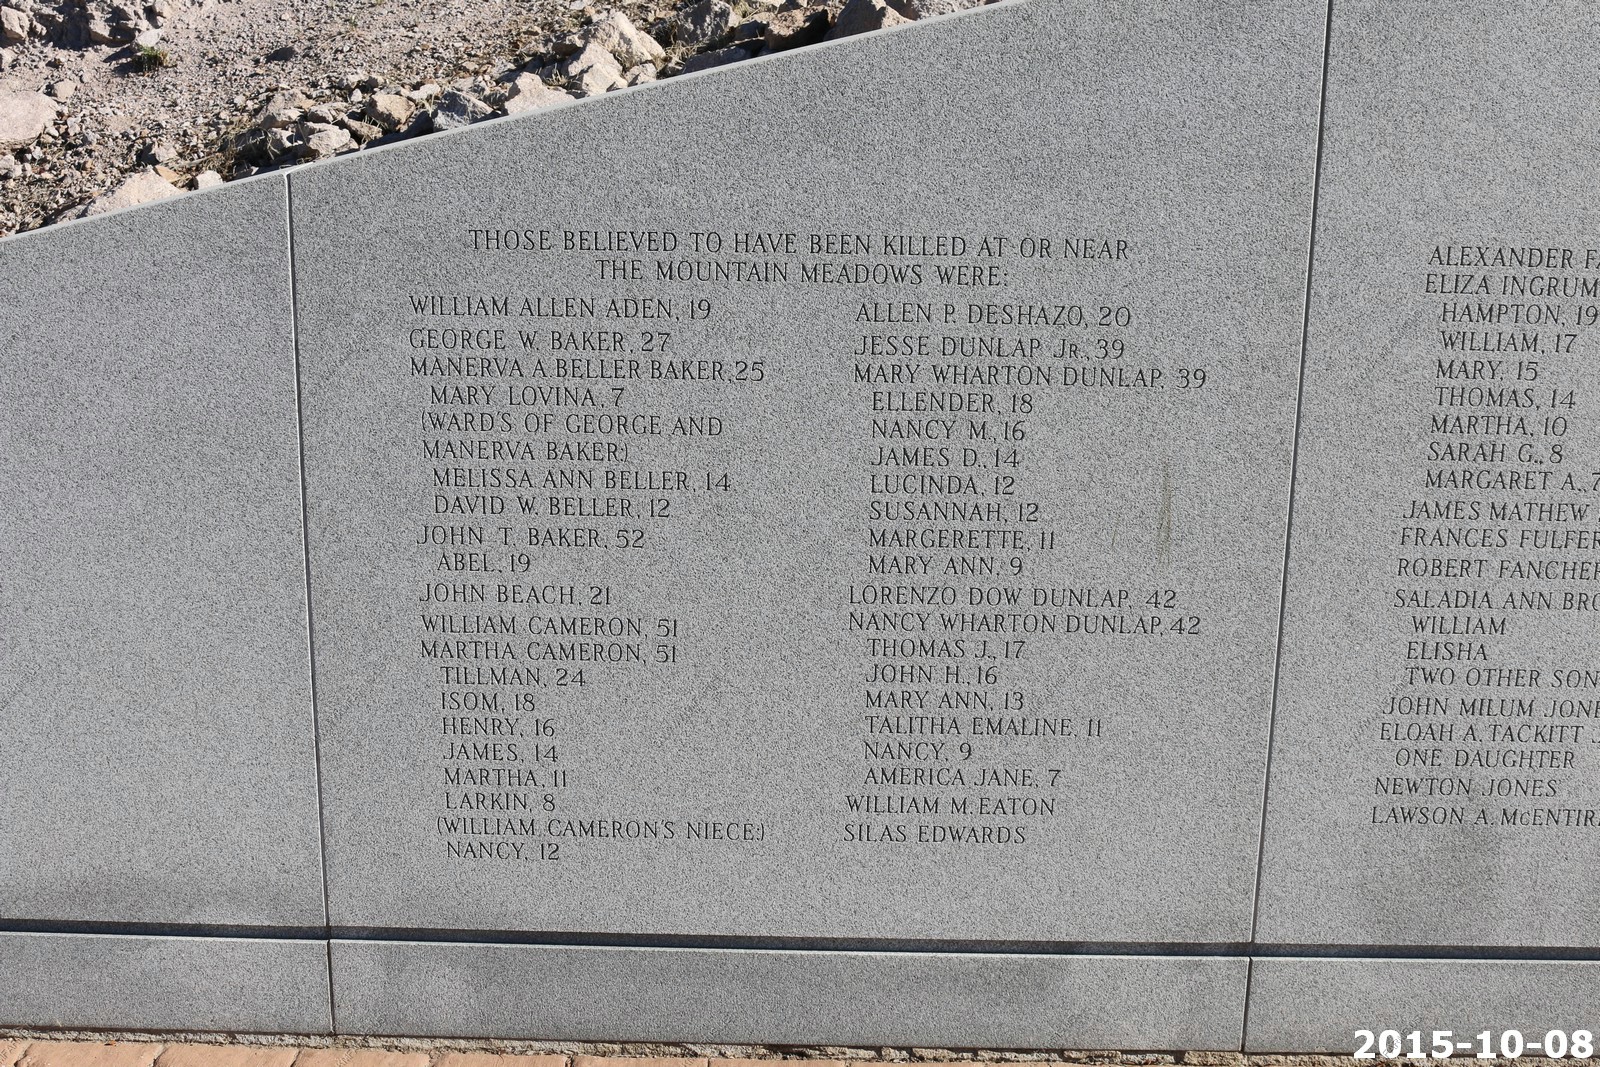 THOSE BELIEVED TO HAVE BEEN KILLED AT OR NEAR
THE MOUNTAIN MEADOWS WERE:
WILLIAM ALLEN ADEN, 19
GEORGE W. BAKER, 27
MANERVA A. BELLER BAKER, 25
MARY LOVINA, 7
(WARD'S OF GEORGE AND
MANERVA BAKER:)
MELISSA ANN BELLER, 14
DAVID W. BELLER, 12
JOHN T. BAKER, 52
ABEL, 19
JOHN BEACH, 21
WILLIAM CAMERON, 51
MARTHA CAMERON, 51
TILLMAN, 24
ISOM, 18
HENRY, 16
JAMES, 14
MARTHA, 11
LARKIN, 8
(WILLIAM CAMERON'S NIECE:)
NANCY, 12
ALLEN P. DESHAZO, 20
JESSE DUNLAP JR., 39
MARY WHARTON DUNLAP, 39
ELLENDER, 18
NANCY M., 16
JAMES D., 14
LUCINDA, 12
SUSANNAH, 12
MARGERETTE, 11
MARY ANN, 9
LORENZO DOW DUNLAP, 42
NANCY WHARTON DUNLAP, 42
THOMAS J., 17
JOHN H., 16
MARY ANN, 13
TALITHA EMALINE, 11
NANCY, 9
AMERICA JANE, 7
WILLIAM M. EATON
SILAS EDWARDS
ALEXANDER
ELIZA INGRUM
HAMPTON, 19
WILLIAM, 17
MARY, 15
THOMAS, 14
MARTHA, 10
SARAH G., 8
MARGARET A., 7
JAMES MATHEW
FRANCES
ROBERT FANCHER
SALADIA ANN
WILLIAM
ELISHA
TWO OTHER
JOHN MILUM
ELOAH A. TACKITT
ONE DAUGHTER
NEWTON JONES
LAWSON A.
2015-10-08